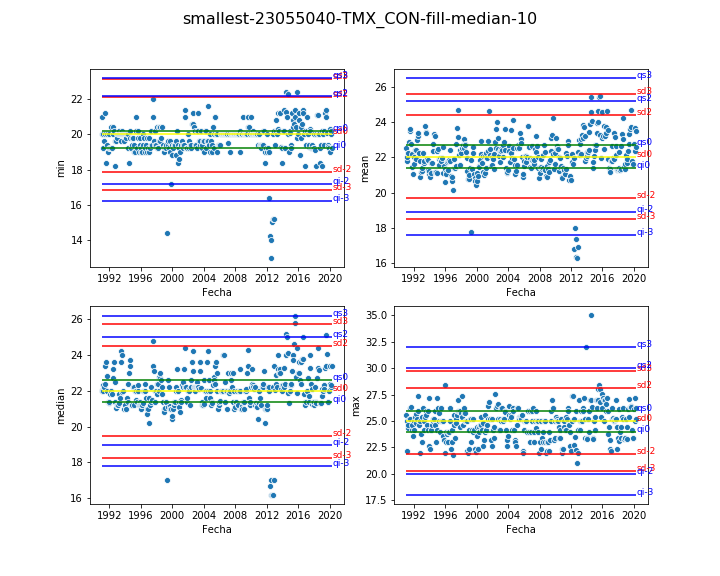 smallest-23055040-TMX_CON-fill-median-10
min
22
20
18
16
14
1992 1996 2000 2004 2008 2012 2016 2020
Fecha
qs3
qs2
qs0
sd0
qi0
sd-2
qi-2
sd-3
qi-3
mean
26
24
22
20
18
16
1992 1996 2000 2004 2008 2012 2016 2020
Fecha
qs3
sd3
qs2
sd2
qs0
sd0
qi0
sd-2
qi-2
sd-3
qi-3
median
26
24
22
20
18
16
1992 1996 2000 2004 2008 2012 2016 2020
Fecha
qs3
sd3
qs2
sd2
qs0
sd0
qi0
sd-2
qi-2
sd-3
qi-3
max
35.0
32.5
30.0
27.5
25.0
22.5
20.0
17.5
1992 1996 2000 2004 2008 2012 2016 2020
Fecha
qs3
sd3
sd2
qs0
sd0
qi0
sd-2
sd-3
qi-2
qi-3